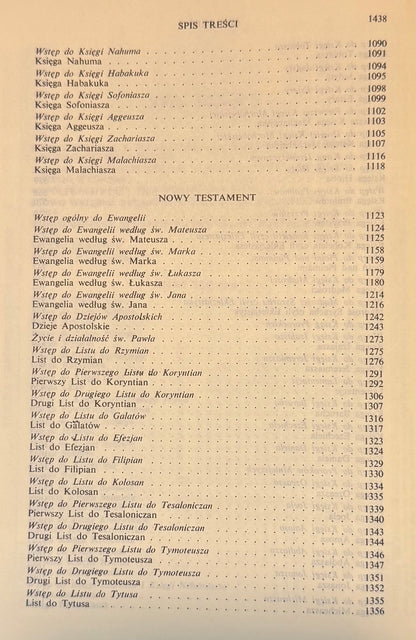 SPIS TREŚCI 1438
Wstęp do Księgi Nahuma 1090
Księga Nahuma 1091
Wstęp do Księgi Habakuka 1094
Księga Habakuka 1095
Wstęp do Księgi Sofoniasza 1098
Księga Sofoniasza 1099
Wstęp do Księgi Aggeusza 1102
Księga Aggeusza 1103
Wstęp do Księgi Zachariasza 1105
Księga Zachariasza 1107
Wstęp do Księgi Malachiasza 1116
Księga Malachiasza 1118
NOWY TESTAMENT
Wstęp ogólny do Ewangelii 1123
Wstęp do Ewangelii według św. Mateusza 1124
Ewangelia według św. Mateusza 1125
Wstęp do Ewangelii według św. Marka 1158
Ewangelia według św. Marka 1159
Wstęp do Ewangelii według św. Łukasza 1179
Ewangelia według św. Łukasza 1180
Wstęp do Ewangelii według św. Jana 1214
Ewangelia według św. Jana 1216
Wstęp do Dziejów Apostolskich 1242
Dzieje Apostolskie 1243
Życie i działalność św. Pawła 1273
Wstęp do Listu do Rzymian 1275
List do Rzymian 1276
Wstęp do Pierwszego Listu do Koryntian 1291
Pierwszy List do Koryntian 1292
Wstęp do Drugiego Listu do Koryntian 1306
Drugi List do Koryntian 1307
Wstęp do Listu do Galatów 1316
List do Galatów 1317
Wstęp do Listu do Efezjan 1323
List do Efezjan 1324
Wstęp do Listu do Filipian 1329
List do Filipian 1330
Wstęp do Listu do Kolosan 1334
List do Kolosan 1335
Wstęp do Pierwszego Listu do Tesaloniczan 1339
Pierwszy List do Tesaloniczan 1340
Wstęp do Drugiego Listu do Tesaloniczan 1343
Drugi List do Tesaloniczan 1344
Wstęp do Pierwszego Listu do Tymoteusza 1346
Pierwszy List do Tymoteusza 1347
Wstęp do Drugiego Listu do Tymoteusza 1351
Drugi List do Tymoteusza 1352
Wstęp do Listu do Tytusa 1355
List do Tytusa 1356